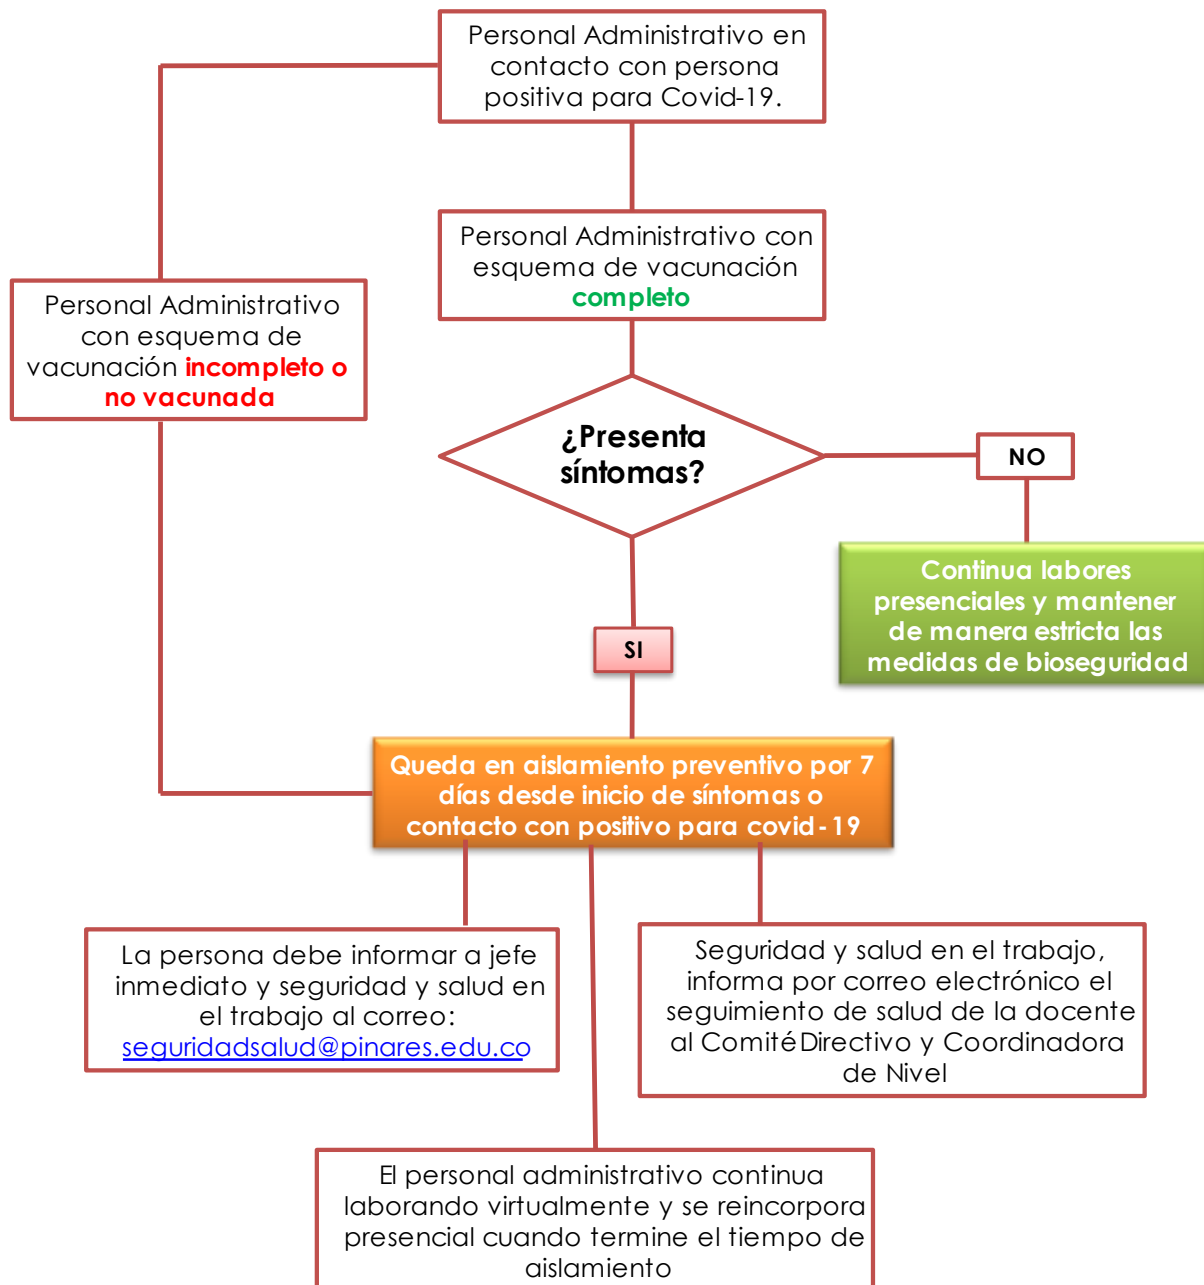 Personal Administrativo en
contacto con persona
positiva para Covid-19.
Personal Administrativo con
esquema de vacunación
completo
Personal Administrativo
con esquema de
vacunación incompleto o
no vacunada
¿Presenta
síntomas?
NO
Continua labores
presenciales y mantener
de manera estricta las
medidas de bioseguridad
SI
Queda en aislamiento preventivo por 7
días desde inicio de síntomas o
contacto con positivo para covid-19
La persona debe informar a jefe
inmediato y seguridad y salud en
el trabajo al correo:
seguridadsalud@pinares.edu.co
Seguridad y salud en el trabajo,
informa por correo electrónico el
seguimiento de salud de la docente
al Comité Directivo y Coordinadora
de Nivel
El personal administrativo continua
laborando virtualmente y se reincorpora
presencial cuando termine el tiempo de
aislamiento